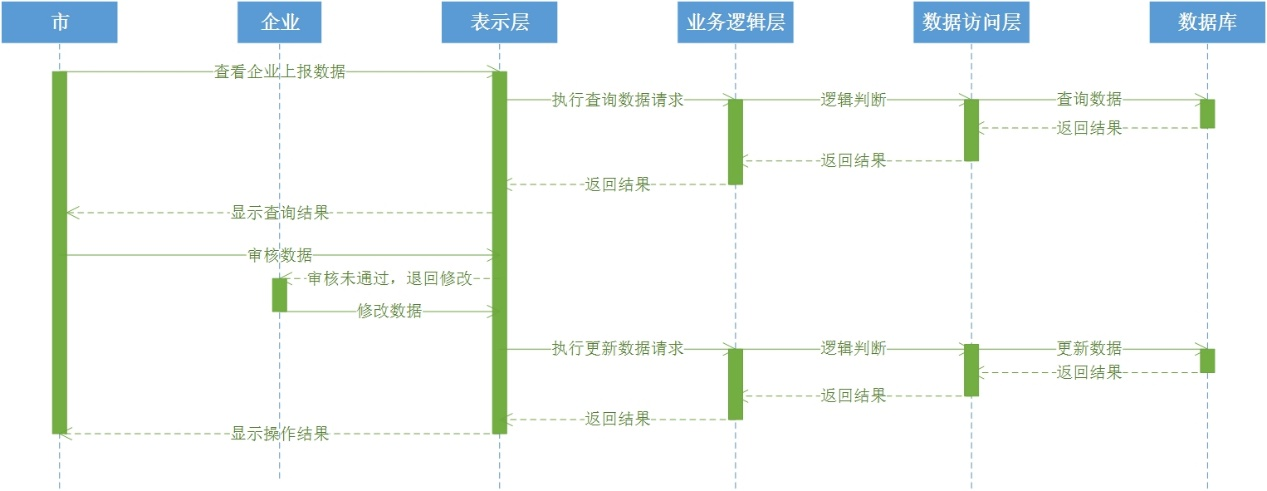 市
企业
表示层
业务逻辑层
数据访问层
数据库
查看企业上报数据
执行查询数据请求
逻辑判断
查询数据
返回结果
返回结果
返回结果
显示查询结果
审核数据
审核未通过，退回修改
修改数据
执行更新数据请求
逻辑判断
更新数据
返回结果
返回结果
返回结果
显示操作结果